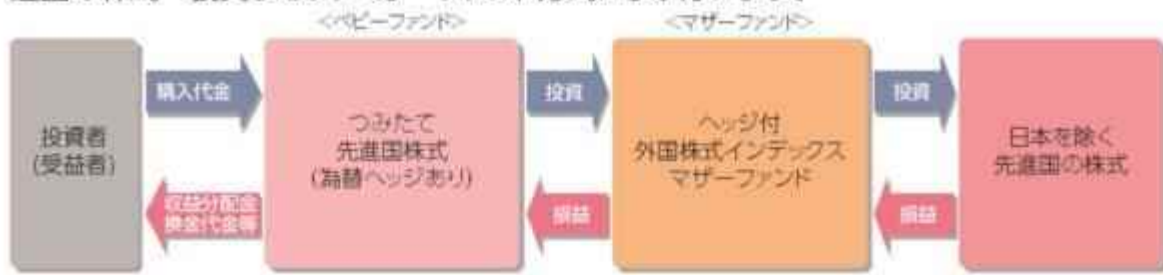 <ベビーファンド>
<マザーファンド>
購入代金
投資
投資
投資者
(受益者)
つみたて
先進国株式
(為替ヘッジあり)
ヘッジ付
外国株式インデックス
マザーファンド
日本を除く
先進国の株式
収益分配金
換金代金等
損益
損益